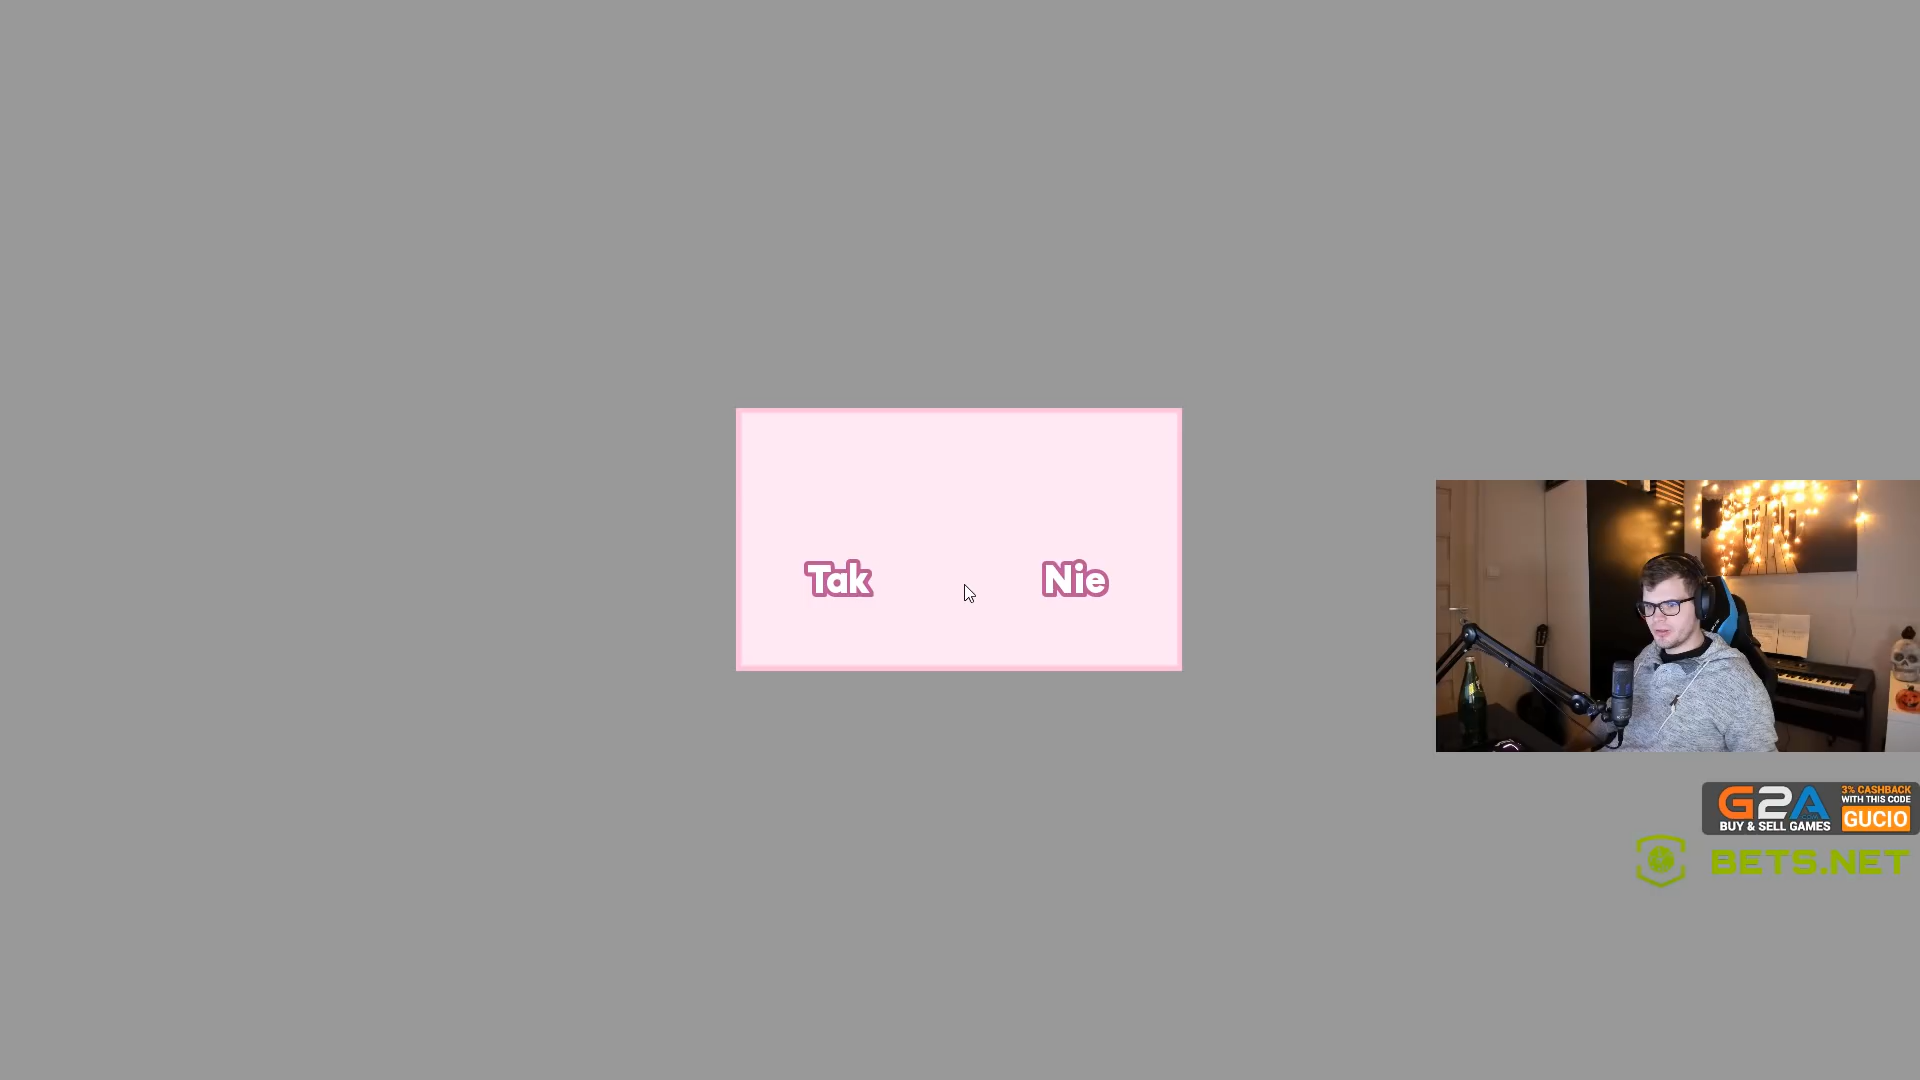 Tak
Nie
G2A
3% CASHBACK
WITH THIS CODE
BUY & SELL GAMES
GUCIO
BETS.NET